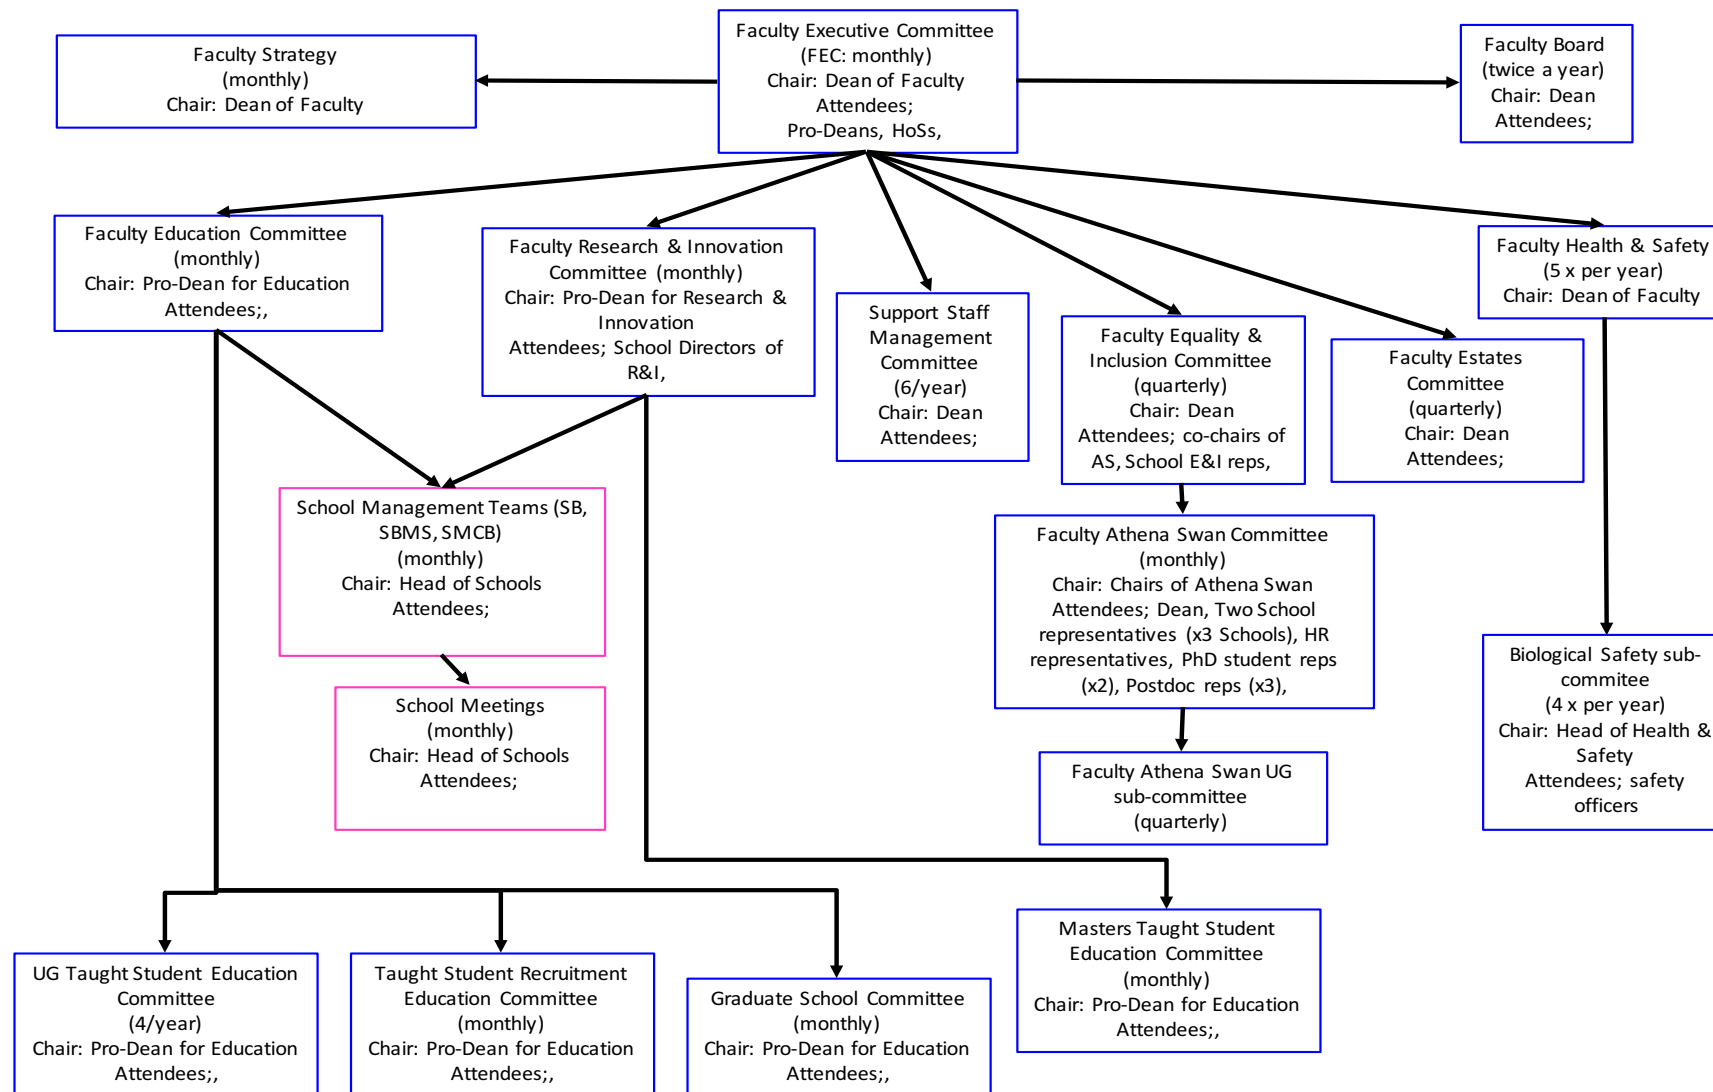 Faculty Strategy
(monthly)
Chair: Dean of Faculty
Faculty Executive Committee
(FEC: monthly)
Chair: Dean of Faculty
Attendees;
Pro-Deans, HoSs,
Faculty Board
(twice a year)
Chair: Dean
Attendees;
Faculty Education Committee
(monthly)
Chair: Pro-Dean for Education
Attendees;,
Faculty Research & Innovation
Committee (monthly)
Chair: Pro-Dean for Research &
Innovation
Attendees; School Directors of
R&I,
Support Staff
Management
Committee
(6/year)
Chair: Dean
Attendees;
Faculty Equality &
Inclusion Committee
(quarterly)
Chair: Dean
Attendees; co-chairs of
AS, School E&I reps,
Faculty Estates
Committee
(quarterly)
Chair: Dean
Attendees;
Faculty Health & Safety
(5 x per year)
Chair: Dean of Faculty
School Management Teams (SB,
SBMS, SMCB)
(monthly)
Chair: Head of Schools
Attendees;
Faculty Athena Swan Committee
(monthly)
Chair: Chairs of Athena Swan
Attendees; Dean, Two School
representatives (x3 Schools), HR
representatives, PhD student reps
(x2), Postdoc reps (x3),
Biological Safety sub-
commitee
(4 x per year)
Chair: Head of Health &
Safety
Attendees; safety
officers
School Meetings
(monthly)
Chair: Head of Schools
Attendees;
Faculty Athena Swan UG
sub-committee
(quarterly)
UG Taught Student Education
Committee
(4/year)
Chair: Pro-Dean for Education
Attendees;,
Taught Student Recruitment
Education Committee
(monthly)
Chair: Pro-Dean for Education
Attendees;,
Graduate School Committee
(monthly)
Chair: Pro-Dean for Education
Attendees;,
Masters Taught Student
Education Committee
(monthly)
Chair: Pro-Dean for Education
Attendees;,